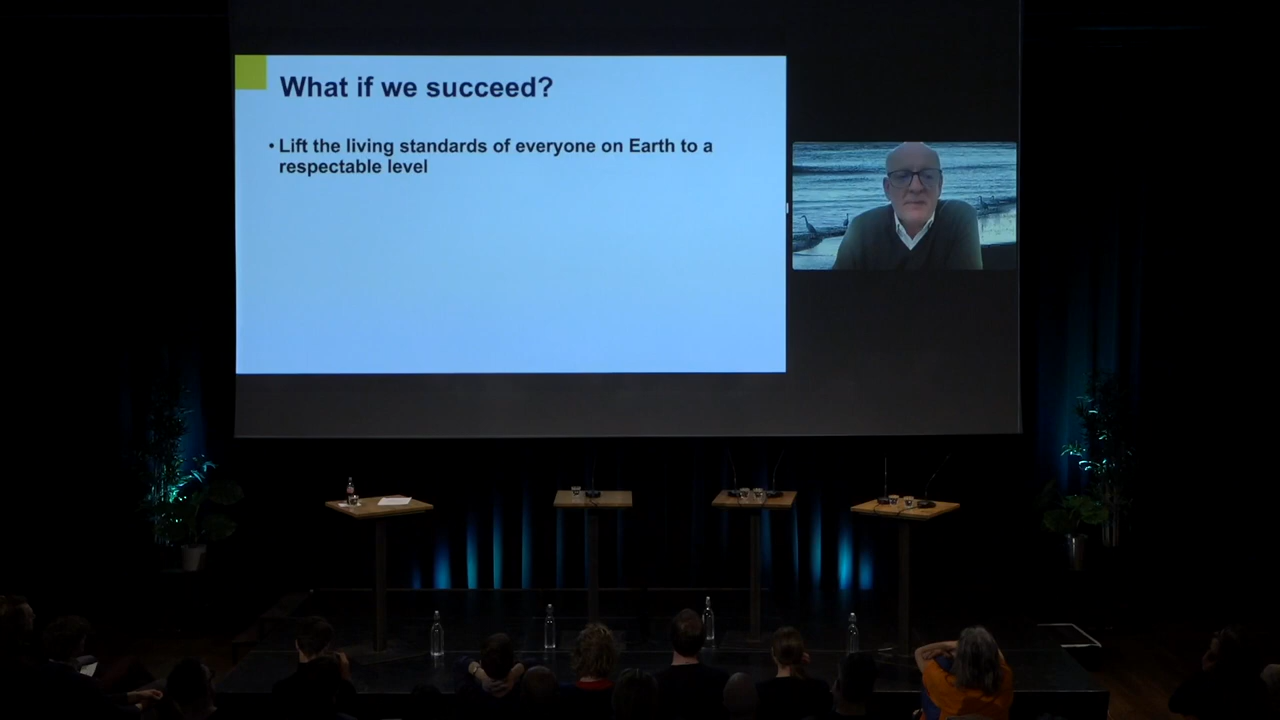 What if we succeed?
• Lift the living standards of everyone on Earth to a
respectable level